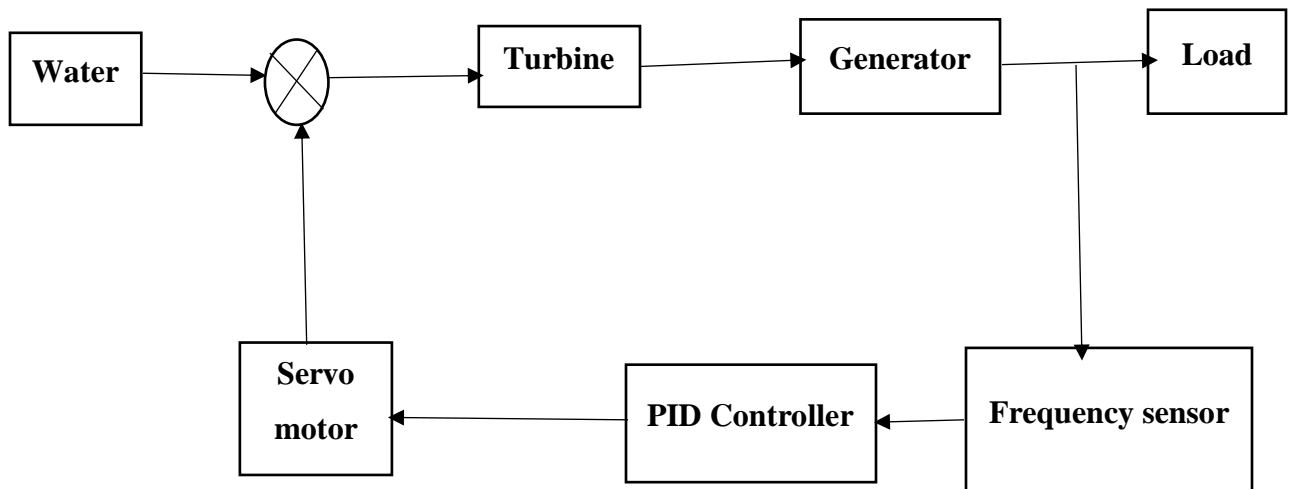 Water
Turbine
Generator
Load
Servo
motor
PID Controller
Frequency sensor